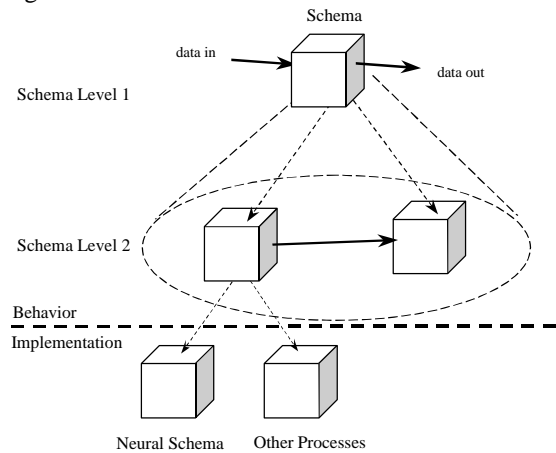 Schema
data in
data out
Schema Level 1
Schema Level 2
Behavior
Implementation
Neural Schema
Other Processes